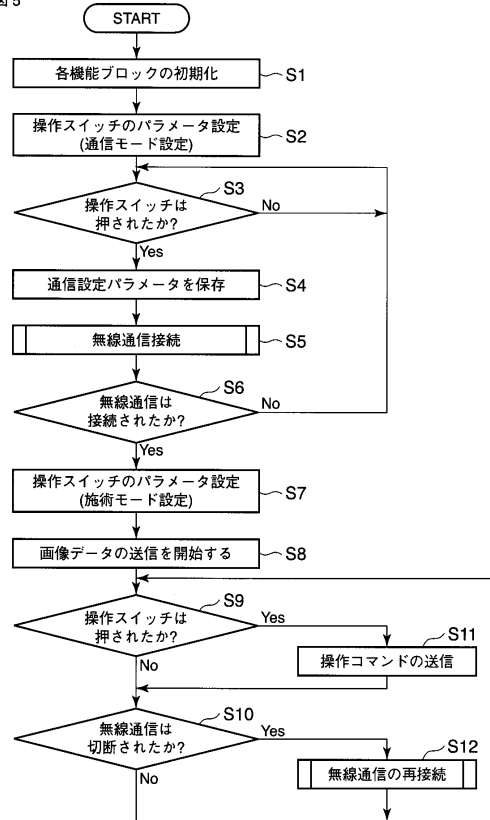 図5
START
各機能ブロックの初期化
S1
操作スイッチのパラメータ設定
(通信モード設定)
S2
S3
操作スイッチは
押されたか?
No
Yes
通信設定パラメータを保存
S4
無線通信接続
S5
S6
無線通信は
接続されたか?
No
Yes
操作スイッチのパラメータ設定
(施術モード設定)
S7
画像データの送信を開始する
S8
S9
操作スイッチは
押されたか?
Yes
No
S11
操作コマンドの送信
S10
無線通信は
切断されたか?
Yes
No
S12
無線通信の再接続